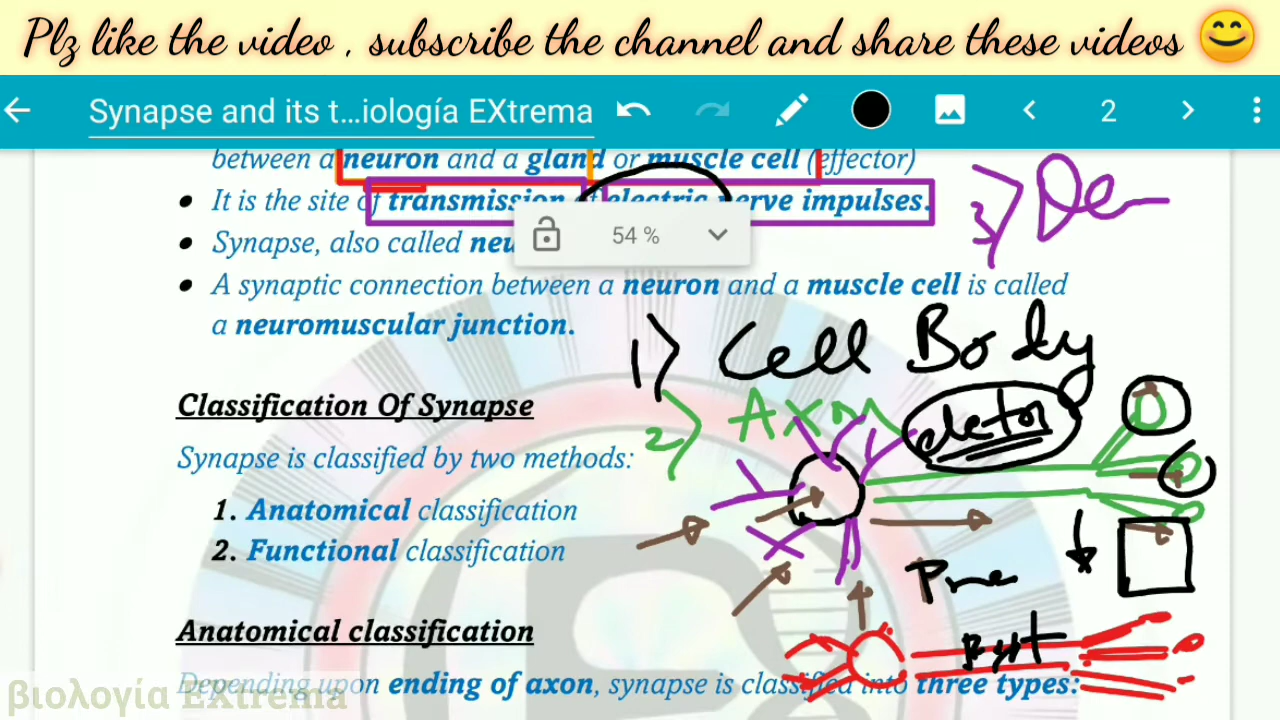 Plz like the video , subscribe the channel and share these videos 😊
Synapse and its t...iología EXtrema
2
between a neuron and a gland or muscle cell (effector)
• It is the site of transmission of electric nerve impulses.
54 %
• Synapse, also called neu
• A synaptic connection between a neuron and a muscle cell is called
a neuromuscular junction.
3) De
1) Cell Body
2) Axon
Classification Of Synapse
Synapse is classified by two methods:
1. Anatomical classification
2. Functional classification
Pre
Anatomical classification
Depending upon ending of axon, synapse is classified into three types:
βιολογία EXtrema